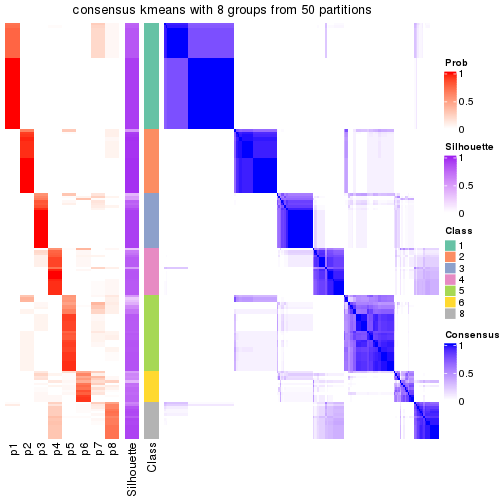 consensus kmeans with 8 groups from 50 partitions
Prob
1
0.5
0
Silhouette
1
0.5
0
Class
1
2
3
4
5
6
8
Consensus
1
0.5
0
p1
p2
p3
p4
p5
p6
p7
p8
Silhouette
Class